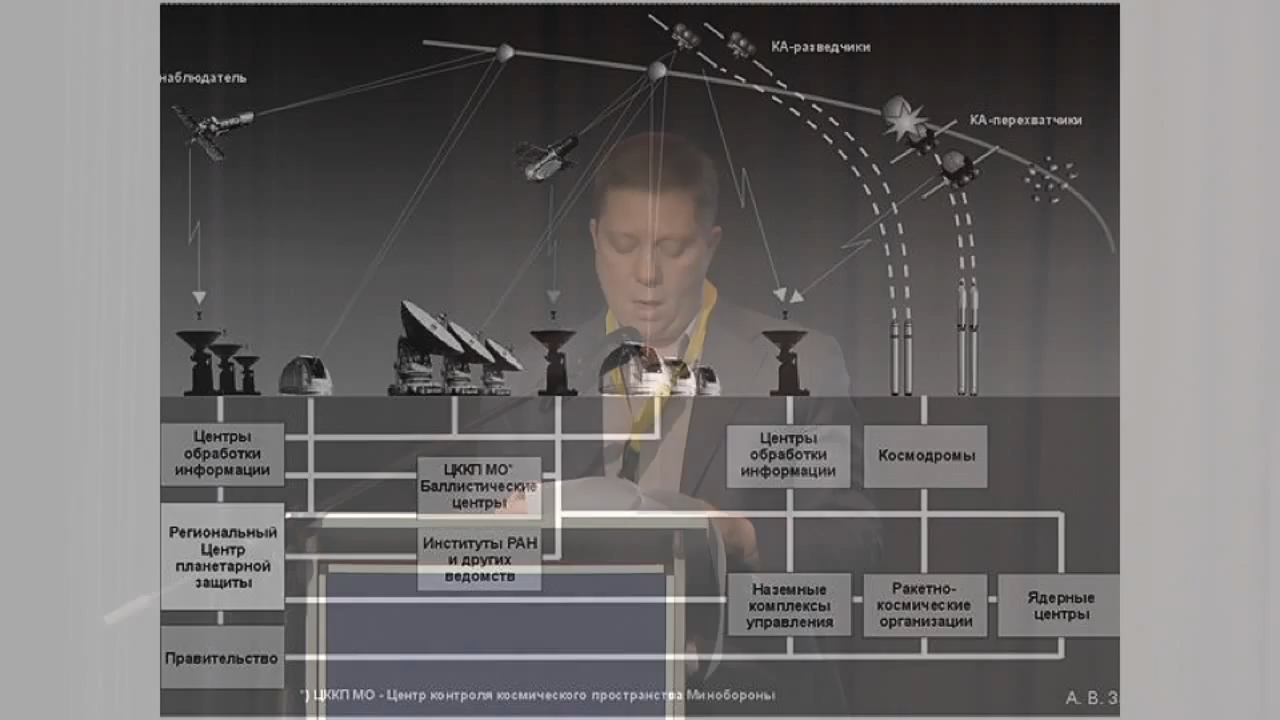 КА-разведчики
наблюдатель
КА-перехватчики
Центры
обработки
информации
ЦККП МО*
Баллистические
центры
Центры
обработки
информации
Космодромы
Региональный
Центр
планетарной
защиты
Институты РАН
и других
ведомств
Наземные
комплексы
управления
Ракетно-
космические
организации
Ядерные
центры
Правительство
*) ЦККП МО - Центр контроля космического пространства Минобороны
А. В. З